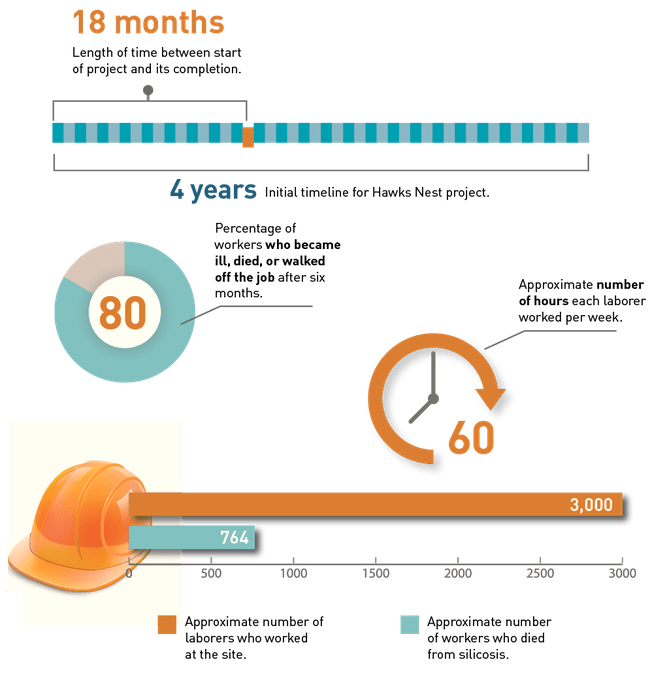 18 months
Length of time between start
of project and its completion.
4 years Initial timeline for Hawks Nest project.
Percentage of
workers who became
ill, died, or walked
off the job after six
months.
80
Approximate number
of hours each laborer
worked per week.
60
3,000
764
0 500 1000 1500 2000 2500 3000
Approximate number of
laborers who worked
at the site.
Approximate number
of workers who died
from silicosis.